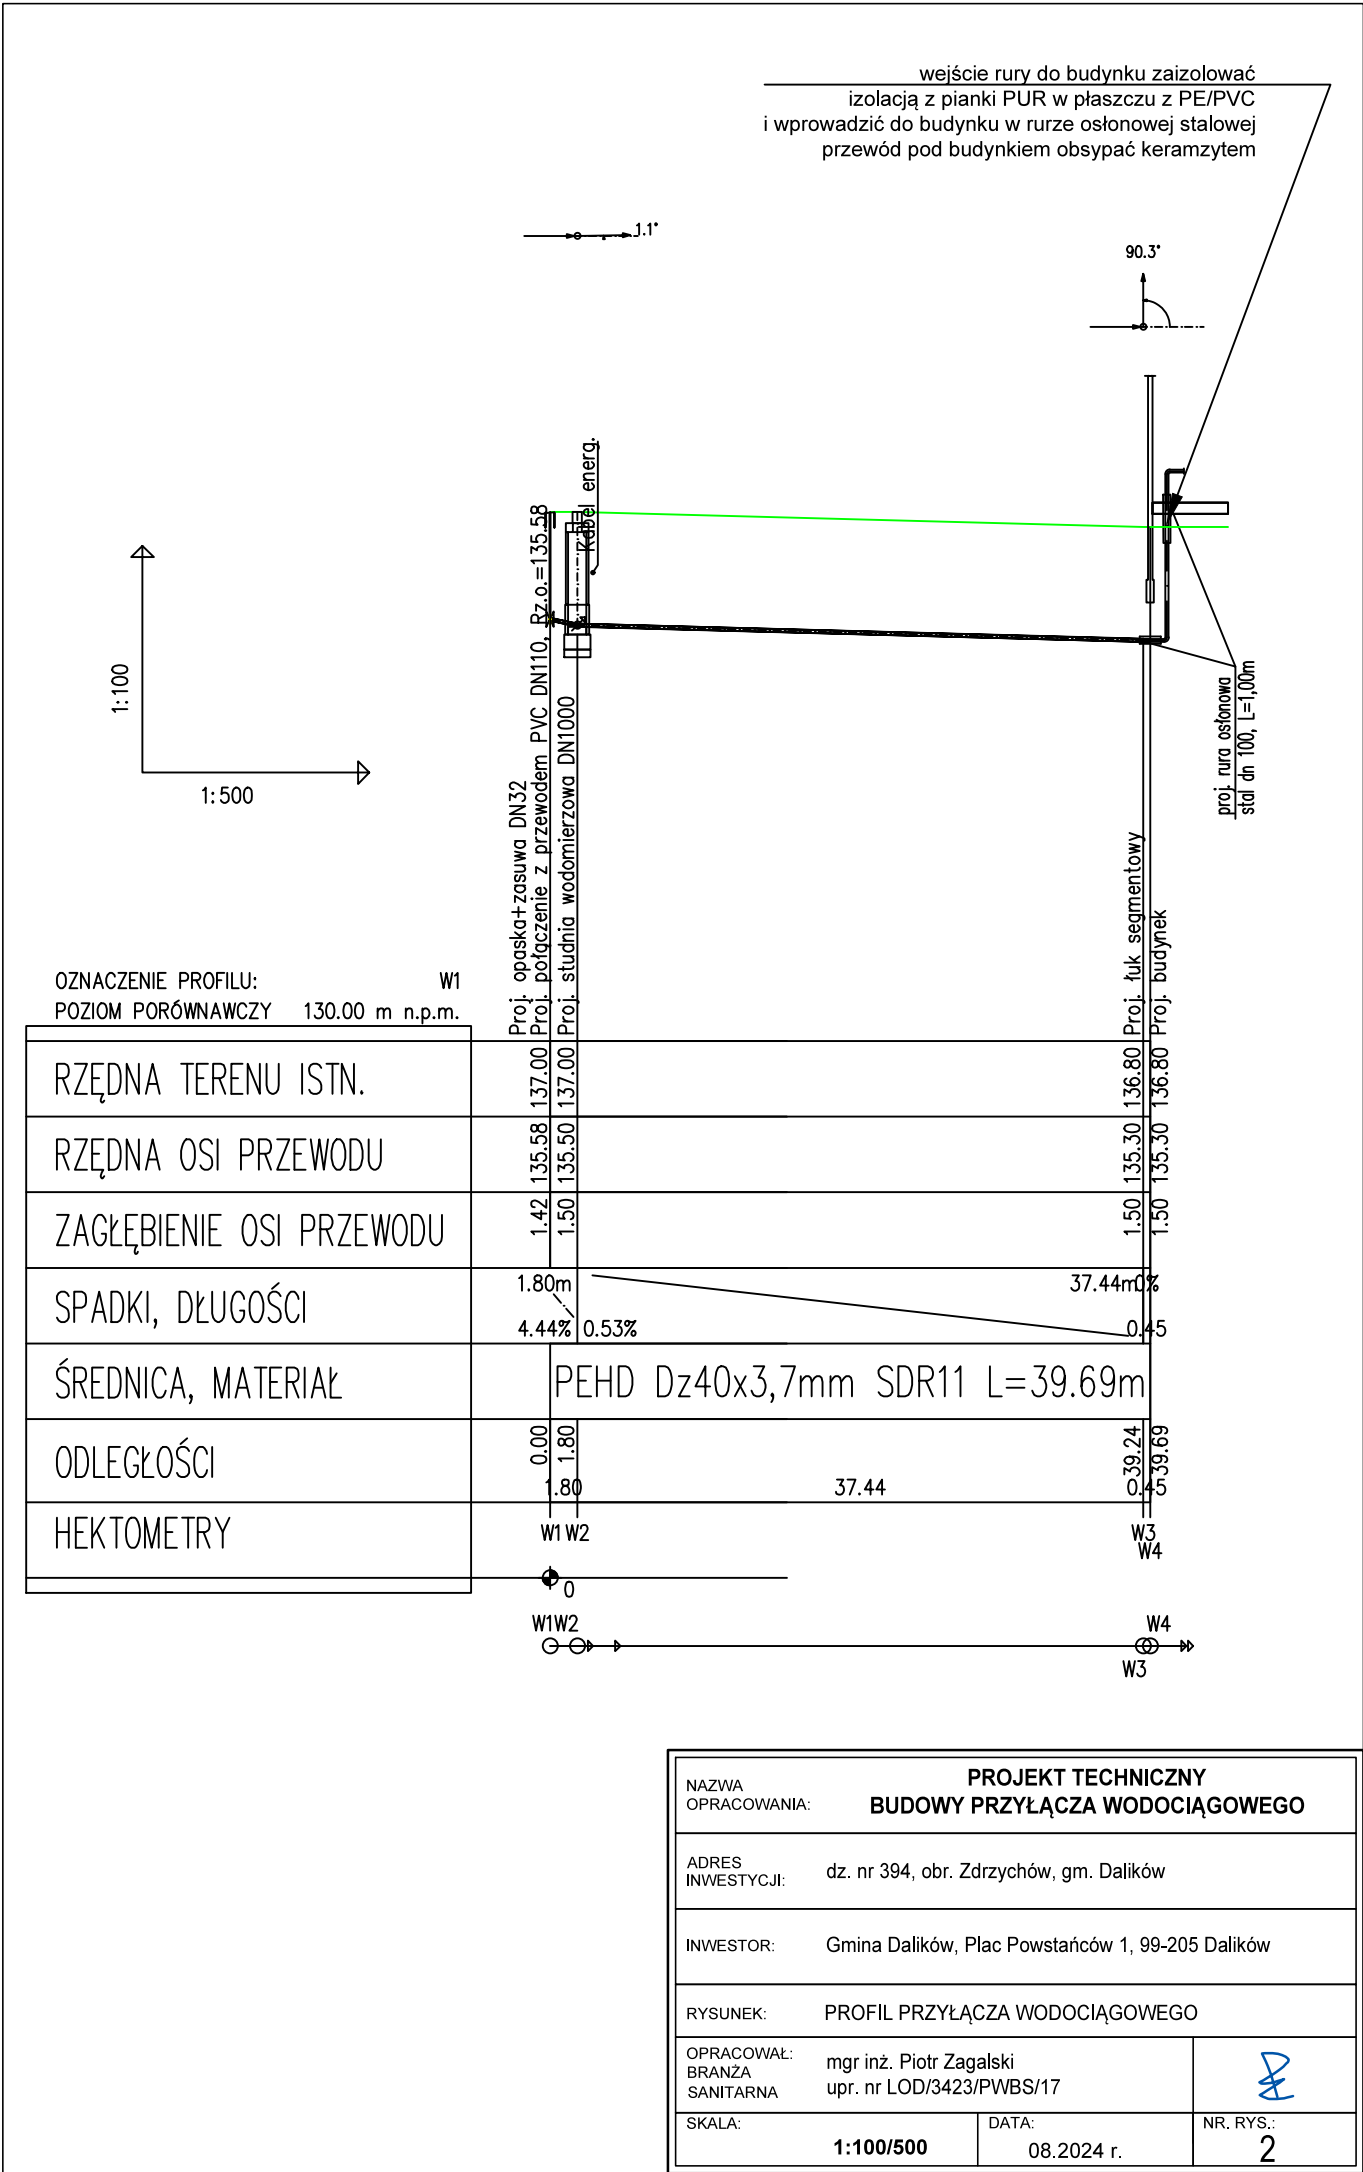 wejście rury do budynku zaizolować
izolacją z pianki PUR w płaszczu z PE/PVC
i wprowadzić do budynku w rurze osłonowej stalowej
przewód pod budynkiem obsypać keramzytem
1.1°
90.3°
Kabel energ.
1:100
1:500
proj. rura osłonowa
stal dn 100, L=1,00m
Proj. opaska+zasuwa DN32
Proj. połączenie z przewodem PVC DN110, Rz.o.=135.58
Proj. studnia wodomierzowa DN1000
Proj. łuk segmentowy
Proj. budynek
OZNACZENIE PROFILU: W1
POZIOM PORÓWNAWCZY 130.00 m n.p.m.
RZĘDNA TERENU ISTN. 137.00 137.00 136.80 136.80
RZĘDNA OSI PRZEWODU 135.58 135.50 135.30 135.30
ZAGŁĘBIENIE OSI PRZEWODU 1.42 1.50 1.50 1.50
1.80m 37.44m 0%
SPADKI, DŁUGOŚCI
4.44% 0.53% 0.45
ŚREDNICA, MATERIAŁ PEHD Dz40x3,7mm SDR11 L=39.69m
ODLEGŁOŚCI 0.00 1.80 39.24 39.69
1.80 37.44 0.45
HEKTOMETRY W1 W2 W3
W4
0
W1 W2 W4
W3
NAZWA
OPRACOWANIA:
PROJEKT TECHNICZNY
BUDOWY PRZYŁĄCZA WODOCIĄGOWEGO
ADRES
INWESTYCJI:
dz. nr 394, obr. Zdrzychów, gm. Dalików
INWESTOR: Gmina Dalików, Plac Powstańców 1, 99-205 Dalików
RYSUNEK: PROFIL PRZYŁĄCZA WODOCIĄGOWEGO
OPRACOWAŁ:
BRANŻA
SANITARNA
mgr inż. Piotr Zagalski
upr. nr LOD/3423/PWBS/17
SKALA: DATA: NR. RYS.:
1:100/500 08.2024 r. 2